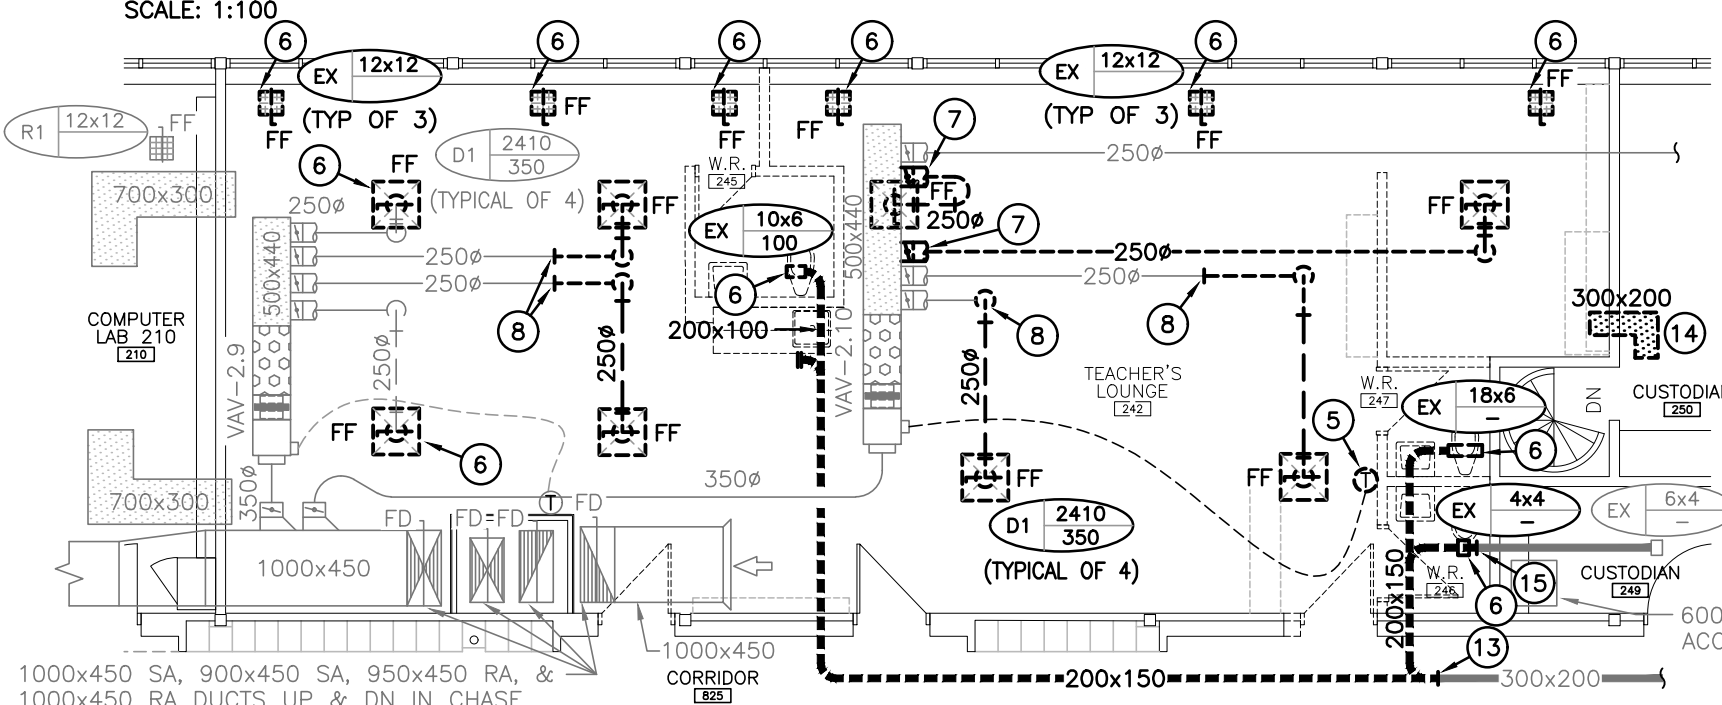 SCALE: 1:100
6
6
6
6
6
6
EX 12x12
(TYP OF 3)
EX 12x12
(TYP OF 3)
FF
FF
FF
FF
FF
FF
R1 12x12
FF
D1 2410
350
(TYPICAL OF 4)
6
FF
7
250ø
W.R.
245
700x300
250ø
FF
FF
250ø
FF
EX 10x6
100
7
500x440
500x440
250ø
250ø
250ø
250ø
6
8
8
8
200x100
300x200
14
COMPUTER
LAB 210
210
VAV-2.9
250ø
250ø
VAV-2.10
250ø
TEACHER'S
LOUNGE
242
W.R.
247
EX 18x6
–
DN
CUSTODIAN
250
FF
FF
6
5
6
350ø
350ø
FF
FF
700x300
T
T
FD
FD
FD
FD
D1 2410
350
(TYPICAL OF 4)
EX 4x4
–
EX 6x4
–
1000x450
200x150
W.R.
246
15
6
CUSTODIAN
249
600
ACC
1000x450
13
1000x450 SA, 900x450 SA, 950x450 RA, &
1000x450 RA DUCTS UP & DN IN CHASE
CORRIDOR
825
200x150
300x200